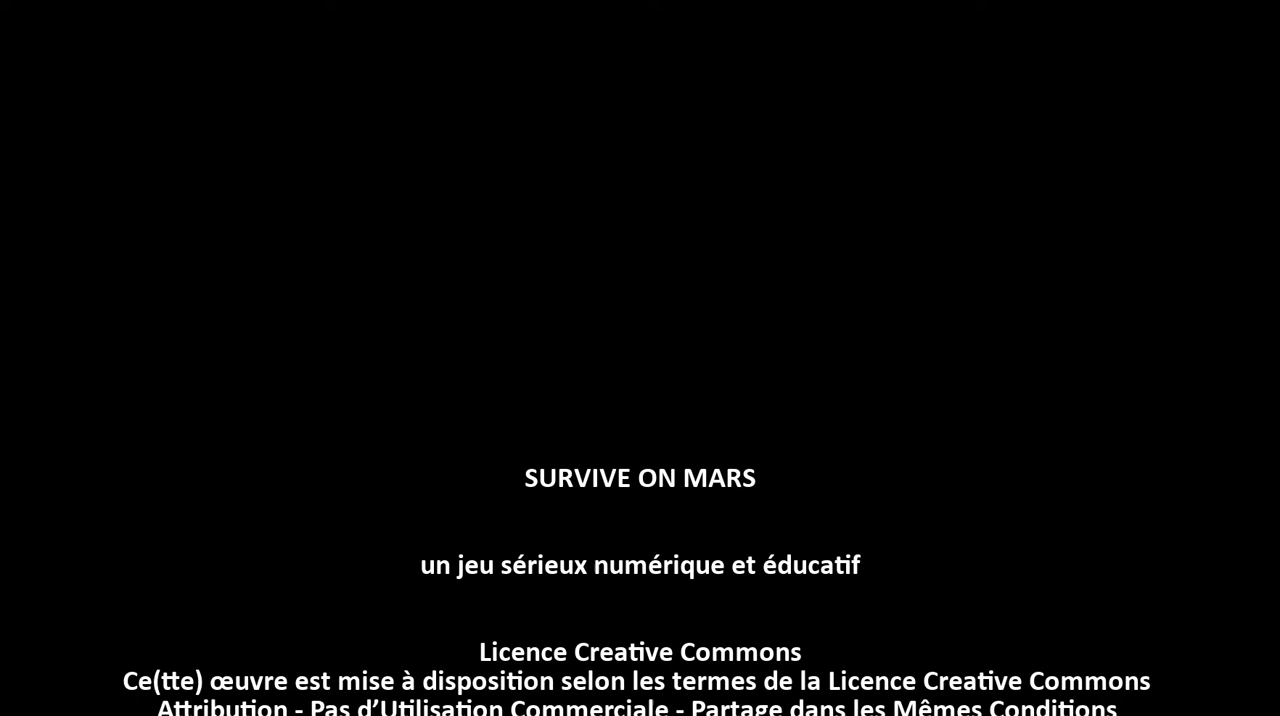 SURVIVE ON MARS
un jeu sérieux numérique et éducatif
Licence Creative Commons
Ce(tte) œuvre est mise à disposition selon les termes de la Licence Creative Commons
Attribution - Pas d’Utilisation Commerciale - Partage dans les Mêmes Conditions